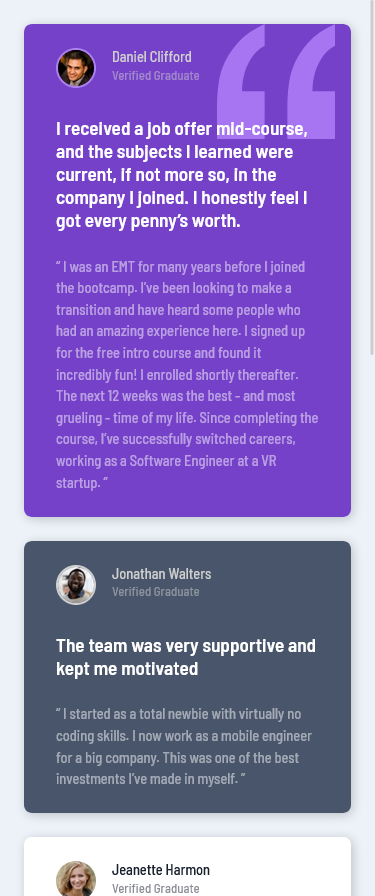 Daniel Clifford
Verified Graduate
I received a job offer mid-course,
and the subjects I learned were
current, if not more so, in the
company I joined. I honestly feel I
got every penny’s worth.
“ I was an EMT for many years before I joined
the bootcamp. I’ve been looking to make a
transition and have heard some people who
had an amazing experience here. I signed up
for the free intro course and found it
incredibly fun! I enrolled shortly thereafter.
The next 12 weeks was the best - and most
grueling - time of my life. Since completing the
course, I’ve successfully switched careers,
working as a Software Engineer at a VR
startup. ”
Jonathan Walters
Verified Graduate
The team was very supportive and
kept me motivated
“ I started as a total newbie with virtually no
coding skills. I now work as a mobile engineer
for a big company. This was one of the best
investments I’ve made in myself. ”
Jeanette Harmon
Verified Graduate